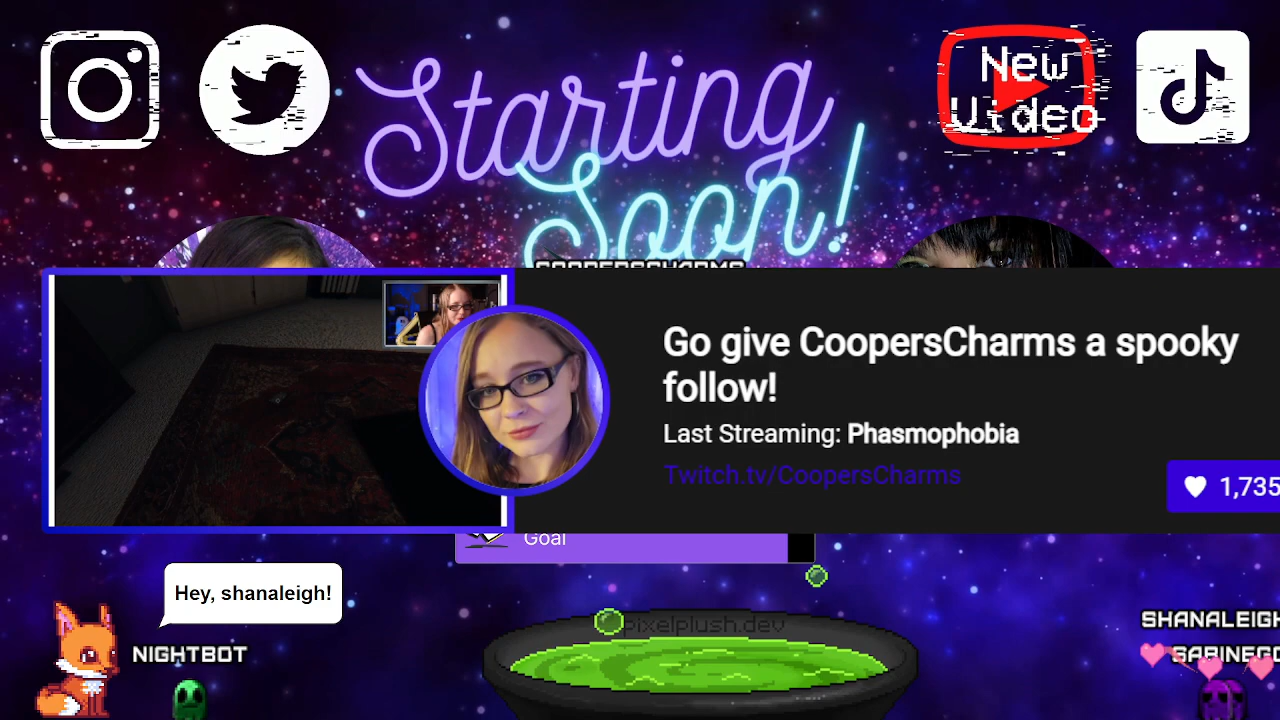 Starting
Soon!
New
Video
COOPERSCHARMS
Go give CoopersCharms a spooky
follow!
Last Streaming: Phasmophobia
Twitch.tv/CoopersCharms
1,735
Goal
Hey, shanaleigh!
pixelplush.dev
NIGHTBOT
SHANALEIGH